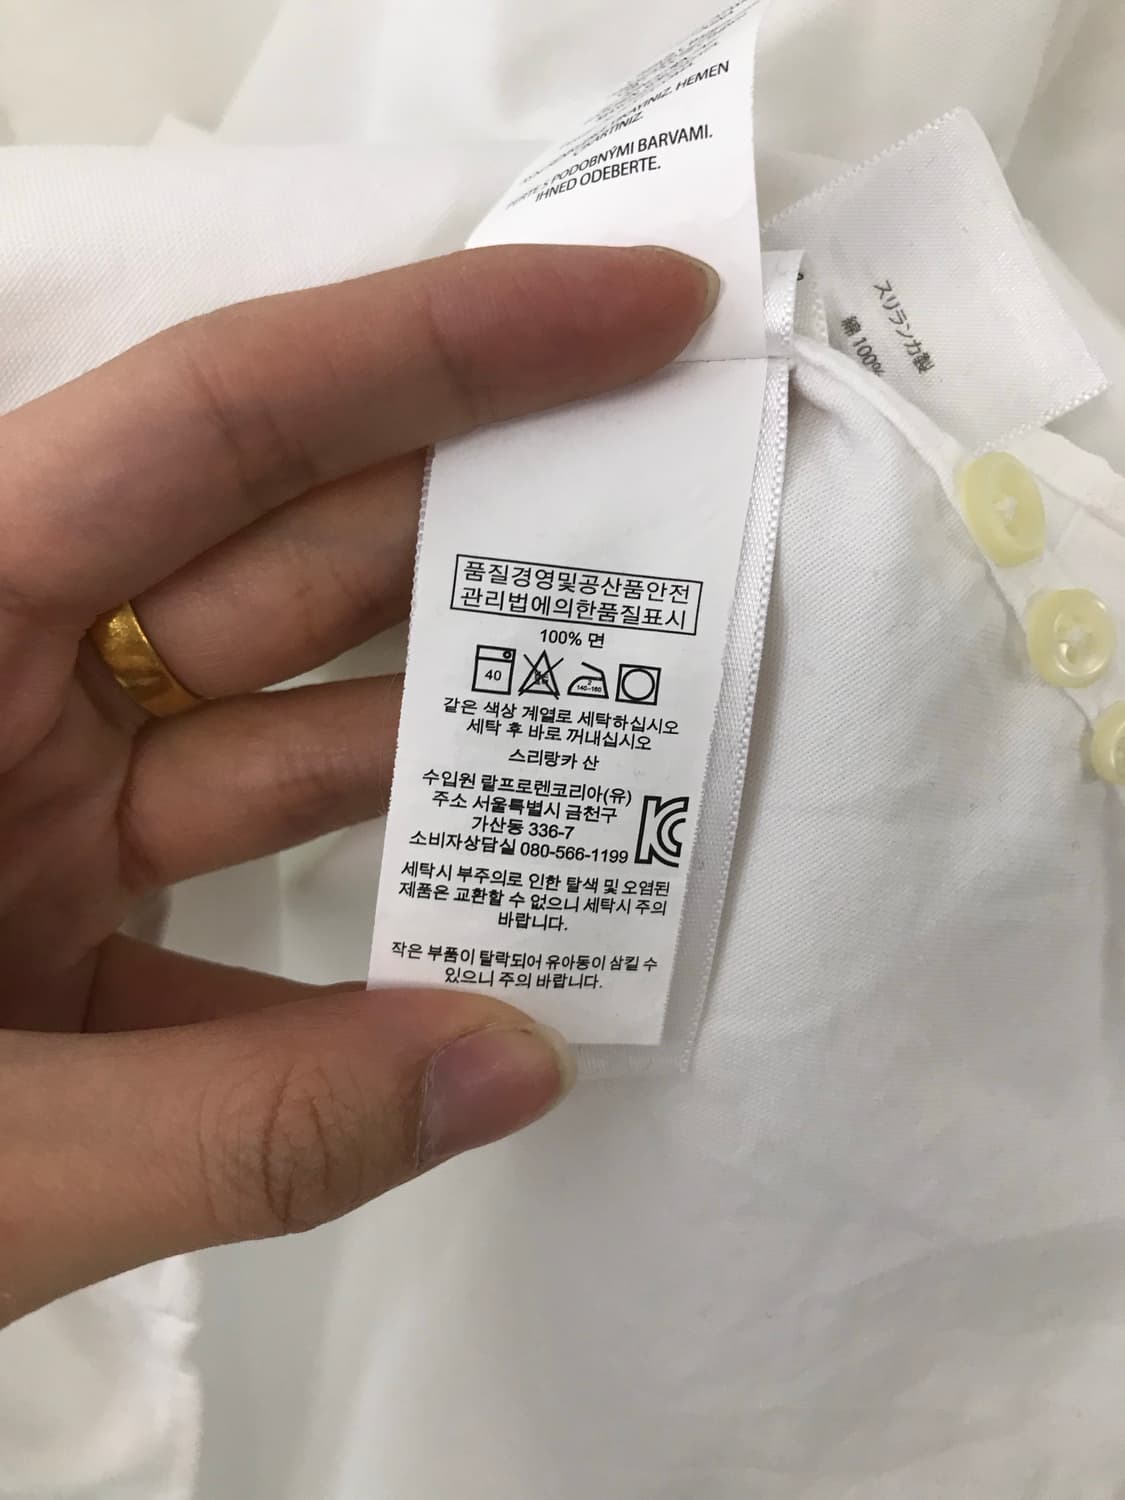 HEMEN
PODOBNÝMI BARVAMI.
IHNED ODEBERTE.
スリランカ製
綿 100%
품질경영및공산품안전
관리법에의한품질표시
100% 면
40
2
140~160
같은 색상 계열로 세탁하십시오
세탁 후 바로 꺼내십시오
스리랑카 산
수입원 랄프로렌코리아(유)
주소 서울특별시 금천구
가산동 336-7
소비자상담실 080-566-1199
세탁시 부주의로 인한 탈색 및 오염된
제품은 교환할 수 없으니 세탁시 주의
바랍니다.
작은 부품이 탈락되어 유아동이 삼킬 수
있으니 주의 바랍니다.